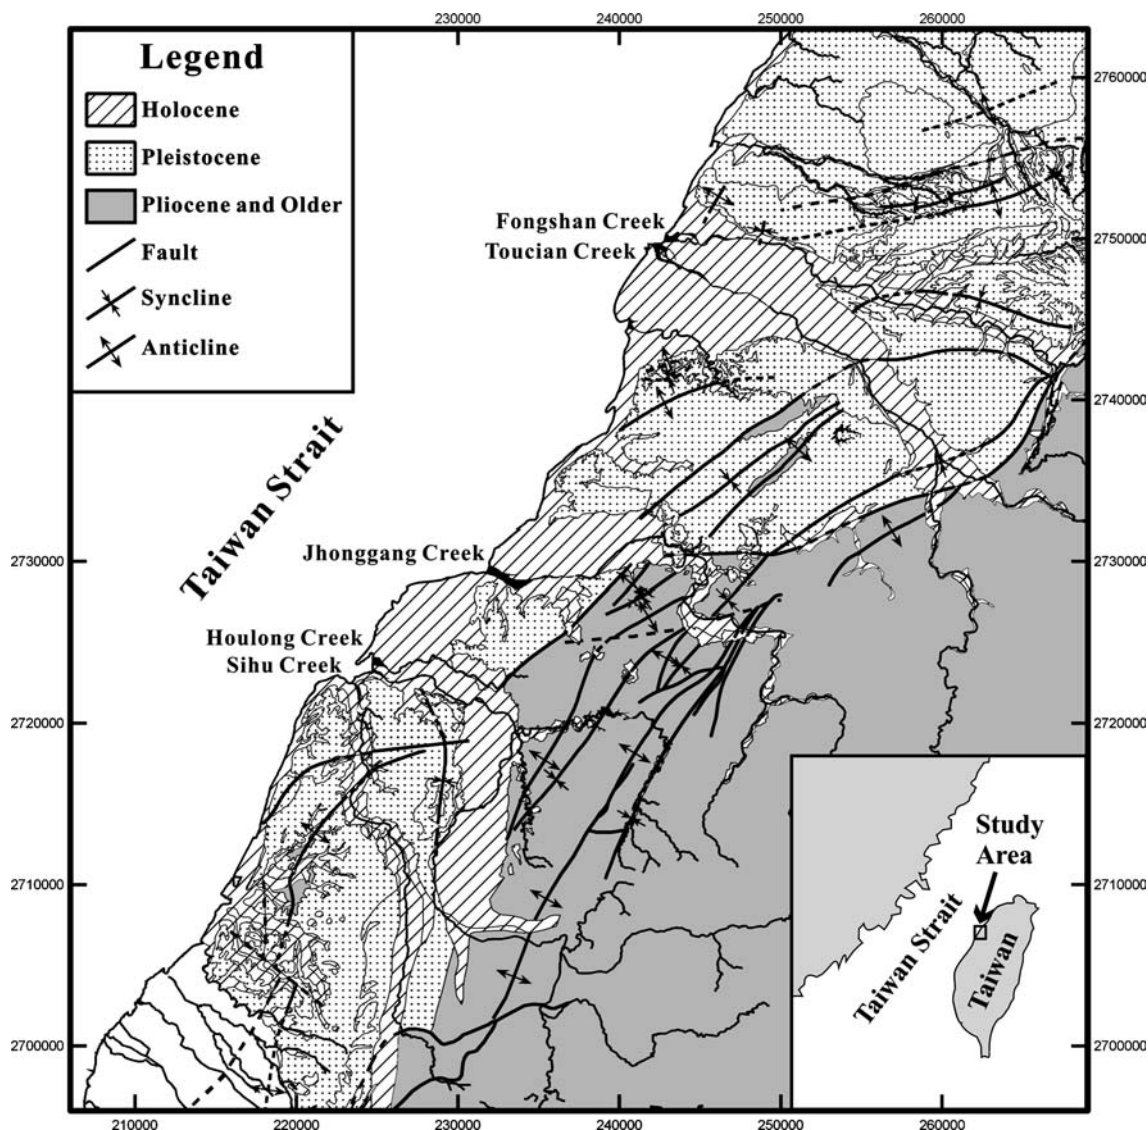 230000
240000
250000
260000
Legend
Holocene
Pleistocene
Pliocene and Older
Fault
Syncline
Anticline
2760000
2750000
2740000
2730000
2720000
2710000
2700000
Fongshan Creek
Toucian Creek
Taiwan Strait
Jhonggang Creek
Houlong Creek
Sihu Creek
2730000
2720000
2710000
2700000
Study
Area
Taiwan Strait
Taiwan
210000
220000
230000
240000
250000
260000